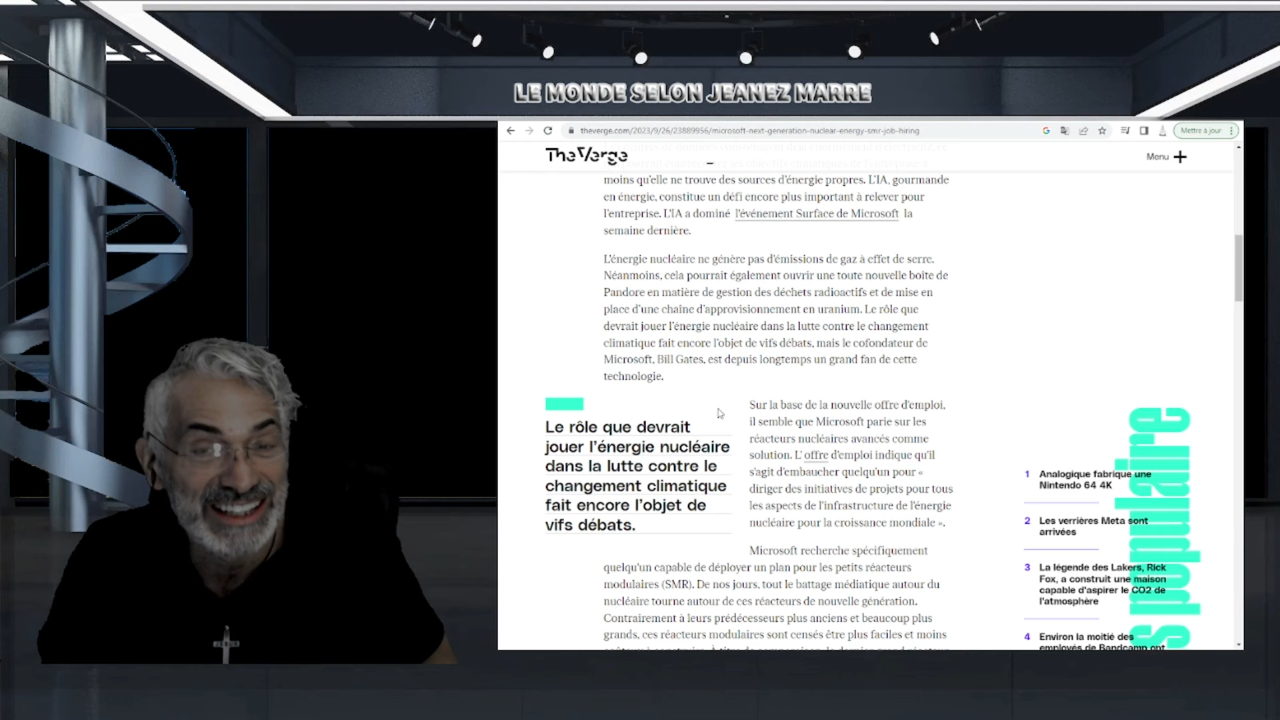 LE MONDE SELON JEANEZ MARRE
theverge.com/2023/9/26/23889956/microsoft-next-generation-nuclear-energy-smr-job-hiring
Mettre à jour
The Verge
Menu
moins qu'elle ne trouve des sources d'énergie propres. L'IA, gourmande
en énergie, constitue un défi encore plus important à relever pour
l'entreprise. L'IA a dominé l'événement Surface de Microsoft la
semaine dernière.
L'énergie nucléaire ne génère pas d'émissions de gaz à effet de serre.
Néanmoins, cela pourrait également ouvrir une toute nouvelle boîte de
Pandore en matière de gestion des déchets radioactifs et de mise en
place d'une chaîne d'approvisionnement en uranium. Le rôle que
devrait jouer l'énergie nucléaire dans la lutte contre le changement
climatique fait encore l'objet de vifs débats, mais le cofondateur de
Microsoft, Bill Gates, est depuis longtemps un grand fan de cette
technologie.
Le rôle que devrait
jouer l'énergie nucléaire
dans la lutte contre le
changement climatique
fait encore l'objet de
vifs débats.
Sur la base de la nouvelle offre d'emploi,
il semble que Microsoft parie sur les
réacteurs nucléaires avancés comme
solution. L' offre d'emploi indique qu'il
s'agit d'embaucher quelqu'un pour «
diriger des initiatives de projets pour tous
les aspects de l'infrastructure de l'énergie
nucléaire pour la croissance mondiale ».
Microsoft recherche spécifiquement
quelqu'un capable de déployer un plan pour les petits réacteurs
modulaires (SMR). De nos jours, tout le battage médiatique autour du
nucléaire tourne autour de ces réacteurs de nouvelle génération.
Contrairement à leurs prédécesseurs plus anciens et beaucoup plus
grands, ces réacteurs modulaires sont censés être plus faciles et moins
s populaire
1 Analogique fabrique une
Nintendo 64 4K
2 Les verrières Meta sont
arrivées
3 La légende des Lakers, Rick
Fox, a construit une maison
capable d'aspirer le CO2 de
l'atmosphère
4 Environ la moitié des
employés de Bandcamp ont